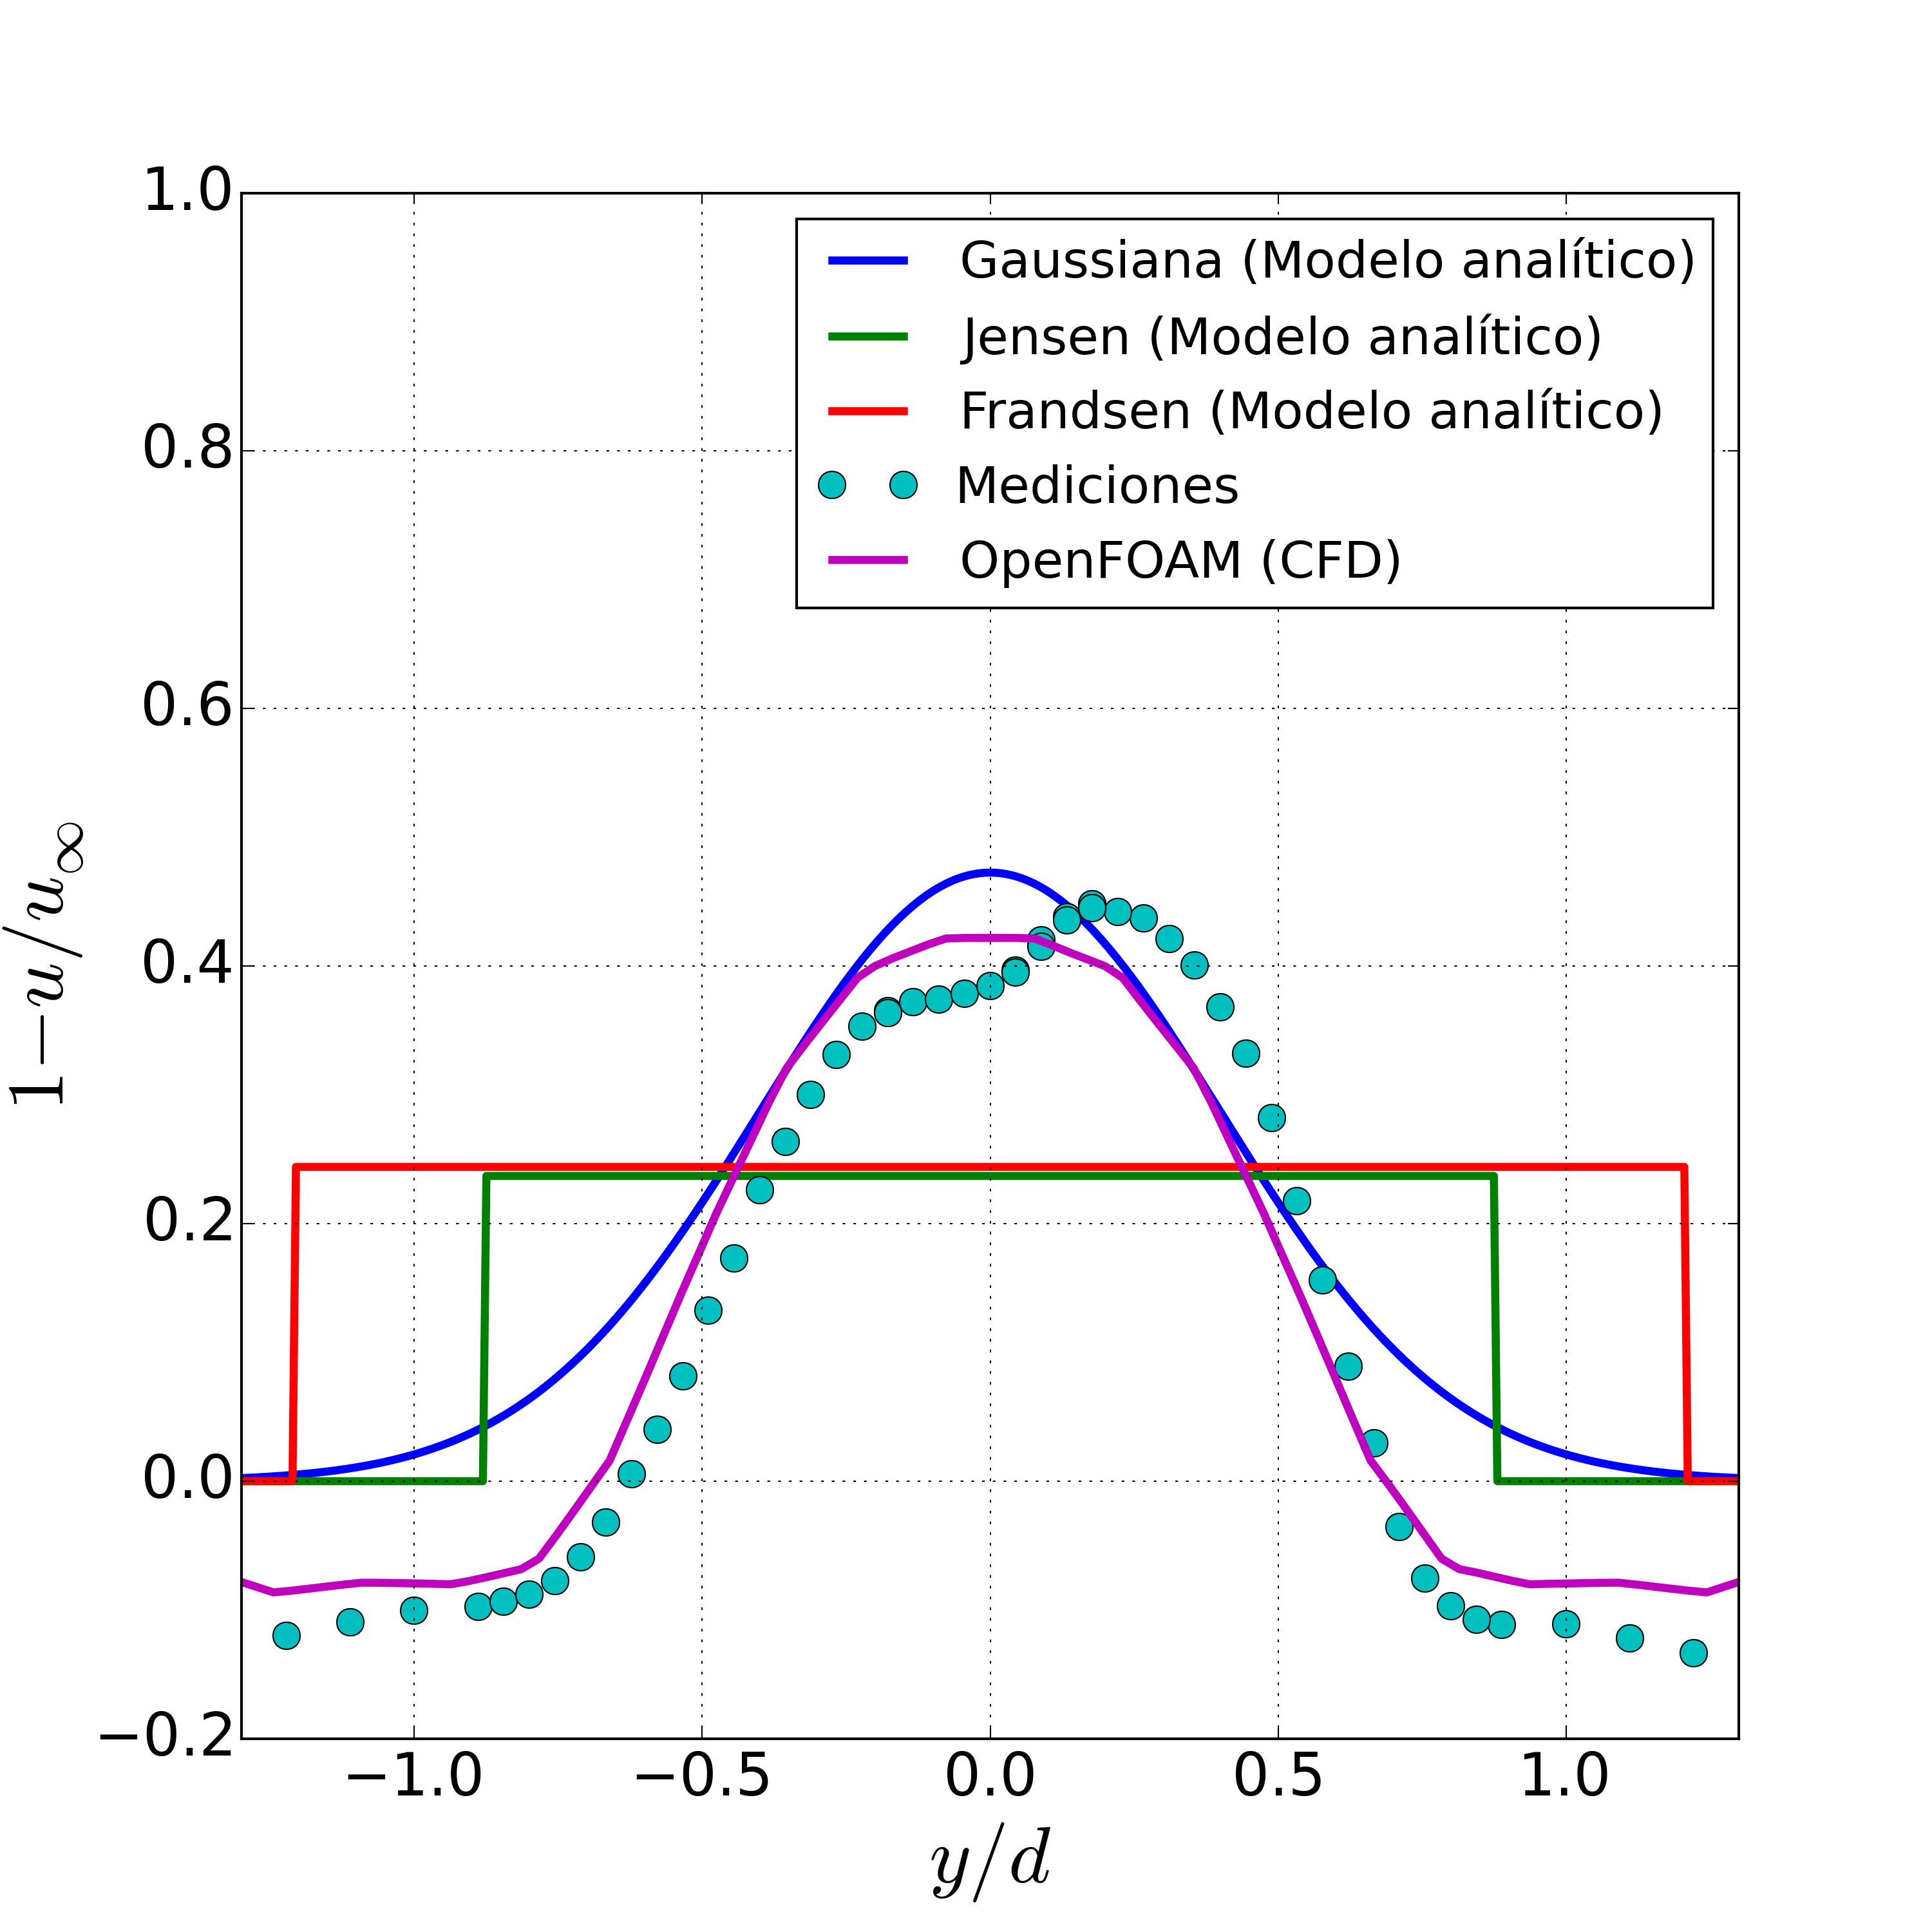 1.0
0.8
0.6
0.4
0.2
0.0
−0.2
1−u/u∞
Gaussiana (Modelo analítico)
Jensen (Modelo analítico)
Frandsen (Modelo analítico)
Mediciones
OpenFOAM (CFD)
−1.0 −0.5 0.0 0.5 1.0
y/d